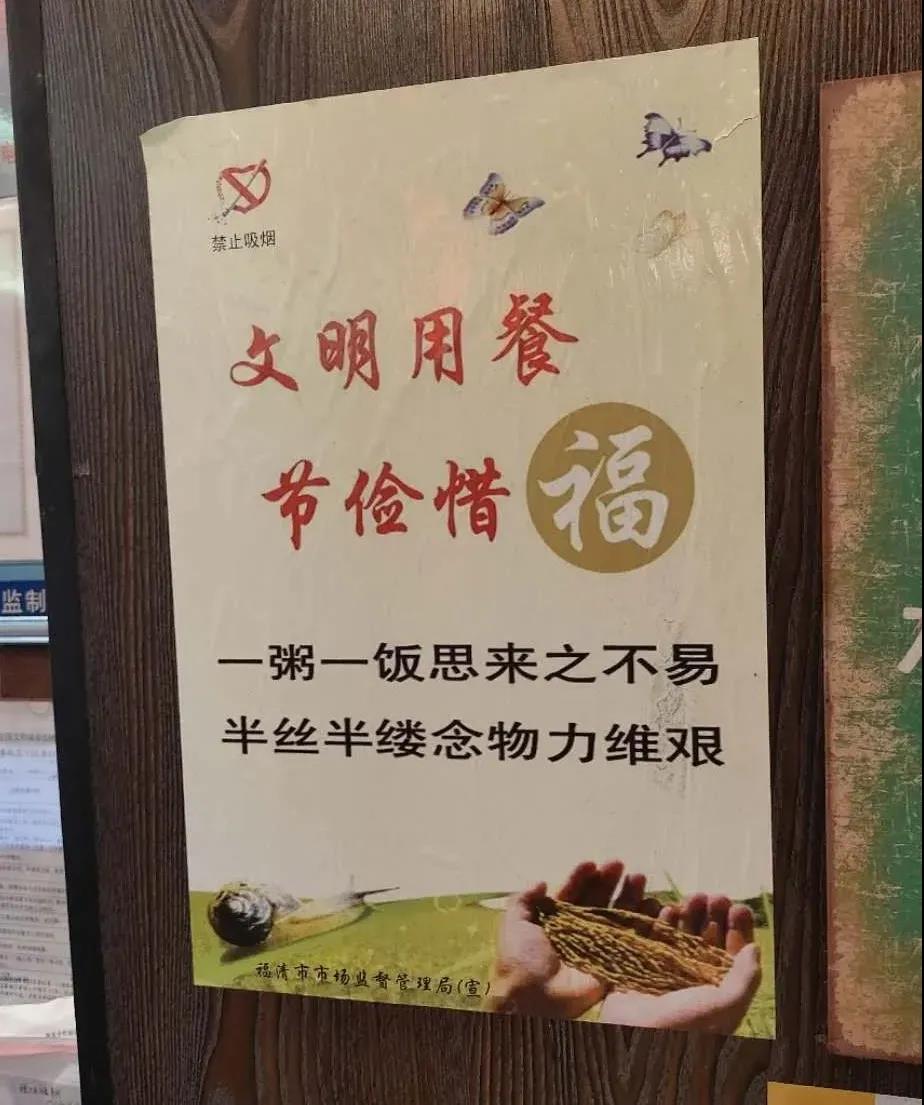 禁止吸烟
文明用餐
节俭惜福
一粥一饭思来之不易
半丝半缕念物力维艰
福清市市场监督管理局(宣)
监制